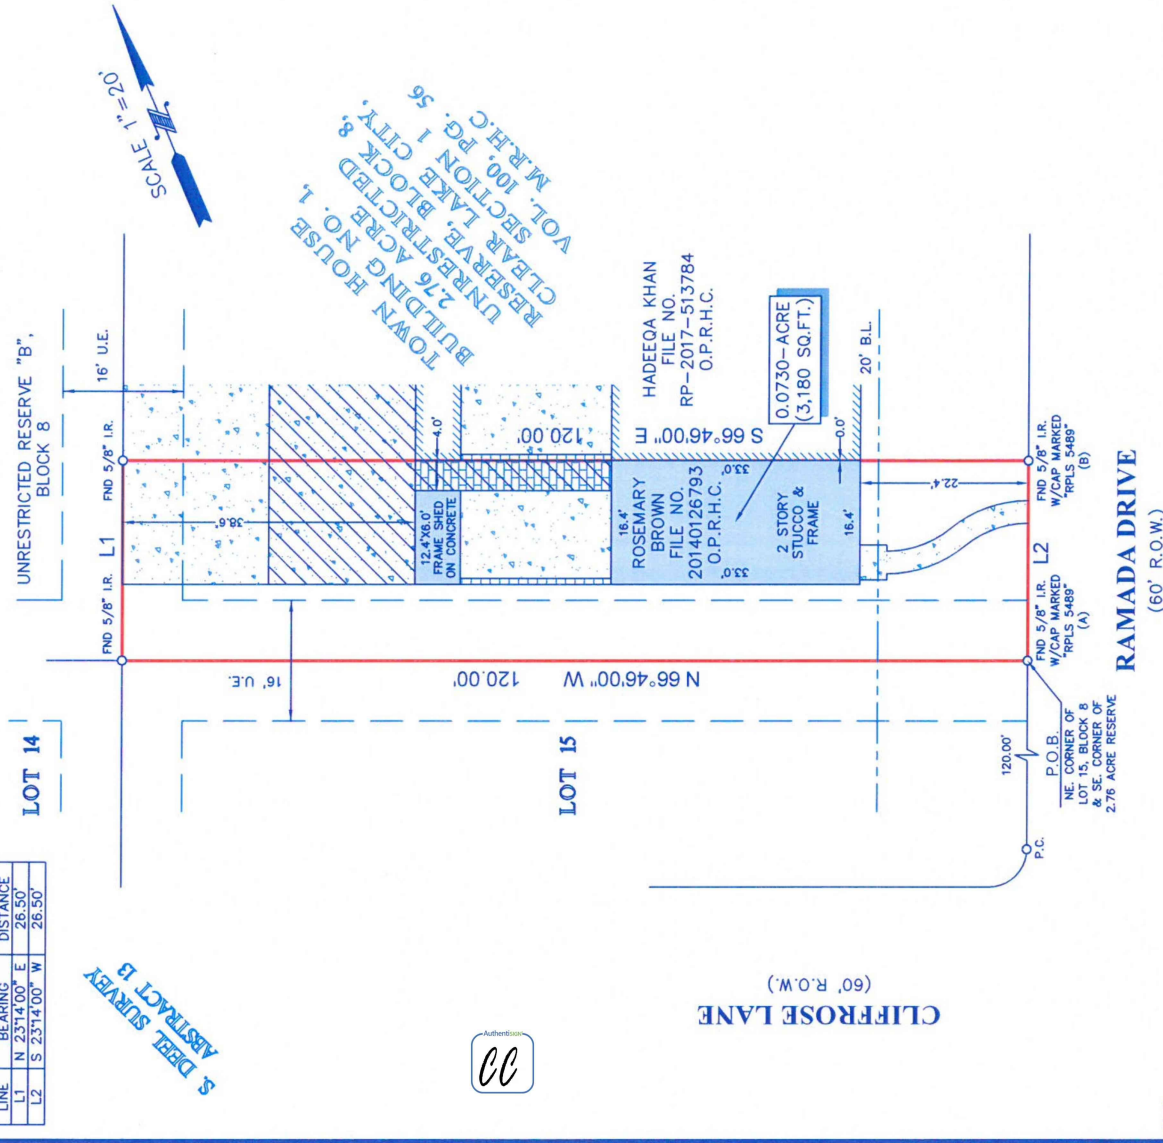 SCALE 1"=20'
UNRESTRICTED RESERVE "B",
BLOCK 8
16' U.E.
FND 5/8" I.R.
L1
FND 5/8" I.R.
TOWN HOUSE
BUILDING NO. 1,
2.76 ACRE
UNRESTRICTED
RESERVE, BLOCK 8,
CLEAR LAKE CITY,
SECTION 1
VOL. 100, PG. 56
M.R.H.C
HADEEQA KHAN
FILE NO.
RP-2017-513784
O.P.R.H.C.
0.0730-ACRE
(3,180 SQ.FT.)
20' B.L.
S 66°46'00" E
120.00'
4.0'
0.0'
38.6'
12.4'X6.0'
FRAME SHED
ON CONCRETE
16.4'
ROSEMARY
BROWN
FILE NO.
20140126793
O.P.R.H.C.
33.0'
33.0'
2 STORY
STUCCO &
FRAME
16.4'
22.4'
FND 5/8" I.R.
W/CAP MARKED
"RPLS 5489"
(B)
L2
FND 5/8" I.R.
W/CAP MARKED
"RPLS 5489"
(A)
RAMADA DRIVE
(60' R.O.W.)
16' U.E.
N 66°46'00" W
120.00'
LOT 14
LOT 15
120.00'
P.O.B.
NE. CORNER OF
LOT 15, BLOCK 8
& SE. CORNER OF
2.76 ACRE RESERVE
P.C.
LINE BEARING DISTANCE
L1 N 23°14'00" E 26.50'
L2 S 23°14'00" W 26.50'
S. DEEL SURVEY
ABSTRACT 13
CLIFFROSE LANE
(60' R.O.W.)
Authentisign
CC